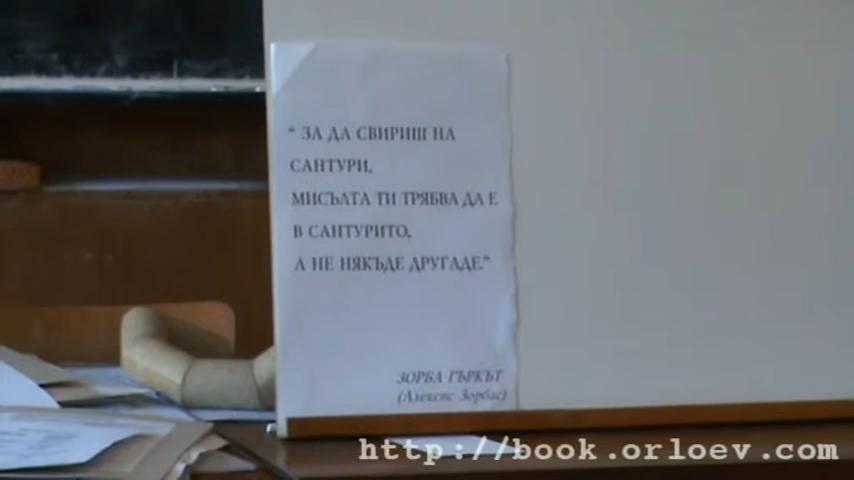 “ ЗА ДА СВИРИШ НА
САНТУРИ,
МИСЪЛТА ТИ ТРЯБВА ДА Е
В САНТУРИТО,
А НЕ НЯКЪДЕ ДРУГАДЕ.”
ЗОРБА ГЪРКЪТ
(Алексис Зорбас)
http://book.orloev.com